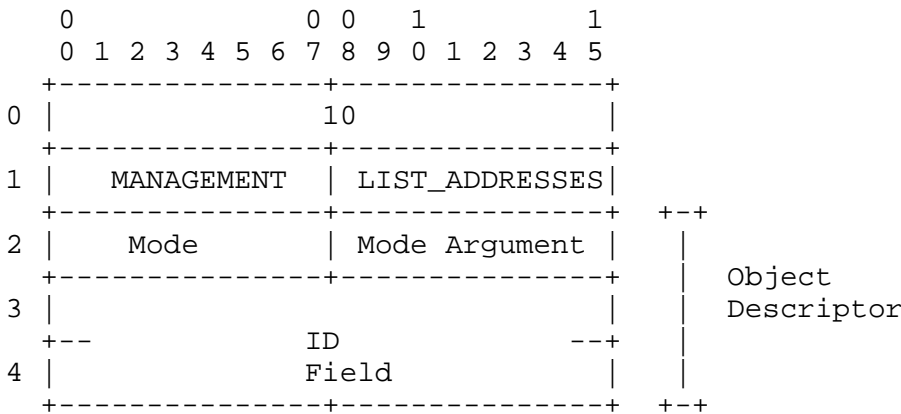 0 0 0 1 1
0 1 2 3 4 5 6 7 8 9 0 1 2 3 4 5
+---------------+---------------+
0 | 10 |
+---------------+---------------+
1 | MANAGEMENT | LIST_ADDRESSES|
+---------------+---------------+ +-+
2 | Mode | Mode Argument | |
+---------------+---------------+ | Object
3 | | | Descriptor
+-- ID --+ |
4 | Field | |
+---------------+---------------+ +-+